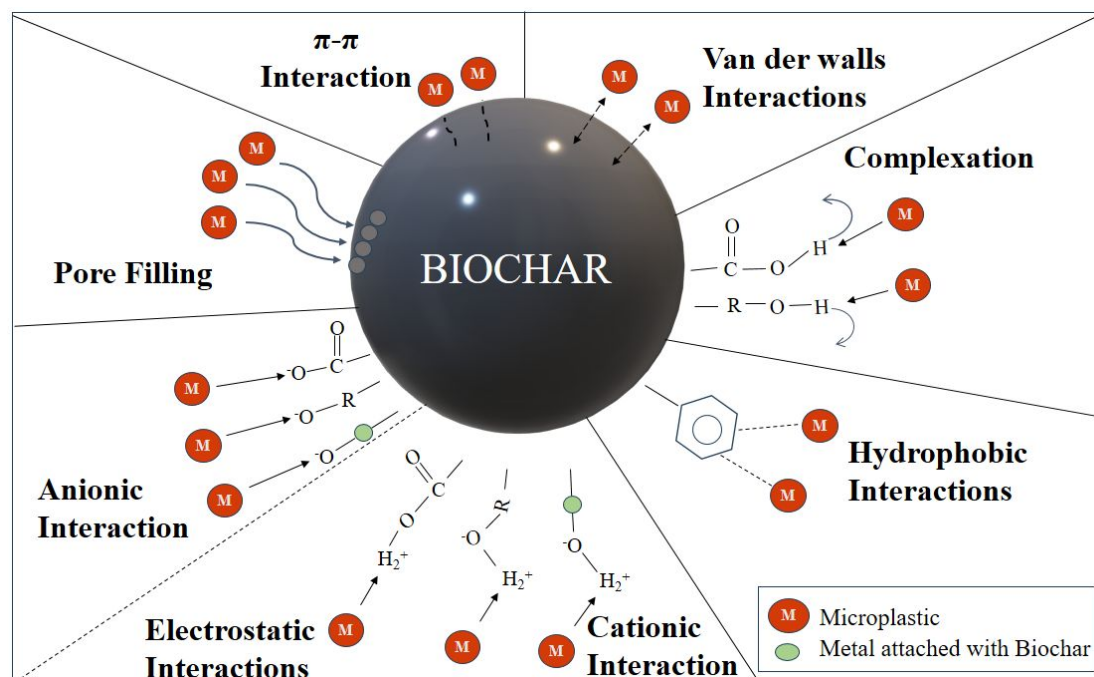 π-π
Interaction
Van der walls
Interactions
Complexation
Pore Filling
BIOCHAR
Anionic
Interaction
Hydrophobic
Interactions
Electrostatic
Interactions
Cationic
Interaction
M
M
M
M
M
M
M
O
C
O
H
M
R
O
H
M
O
C
-O
M
R
-O
M
-O
M
M
M
O
C
O
H₂⁺
M
R
-O
H₂⁺
M
-O
H₂⁺
M
M Microplastic
Metal attached with Biochar